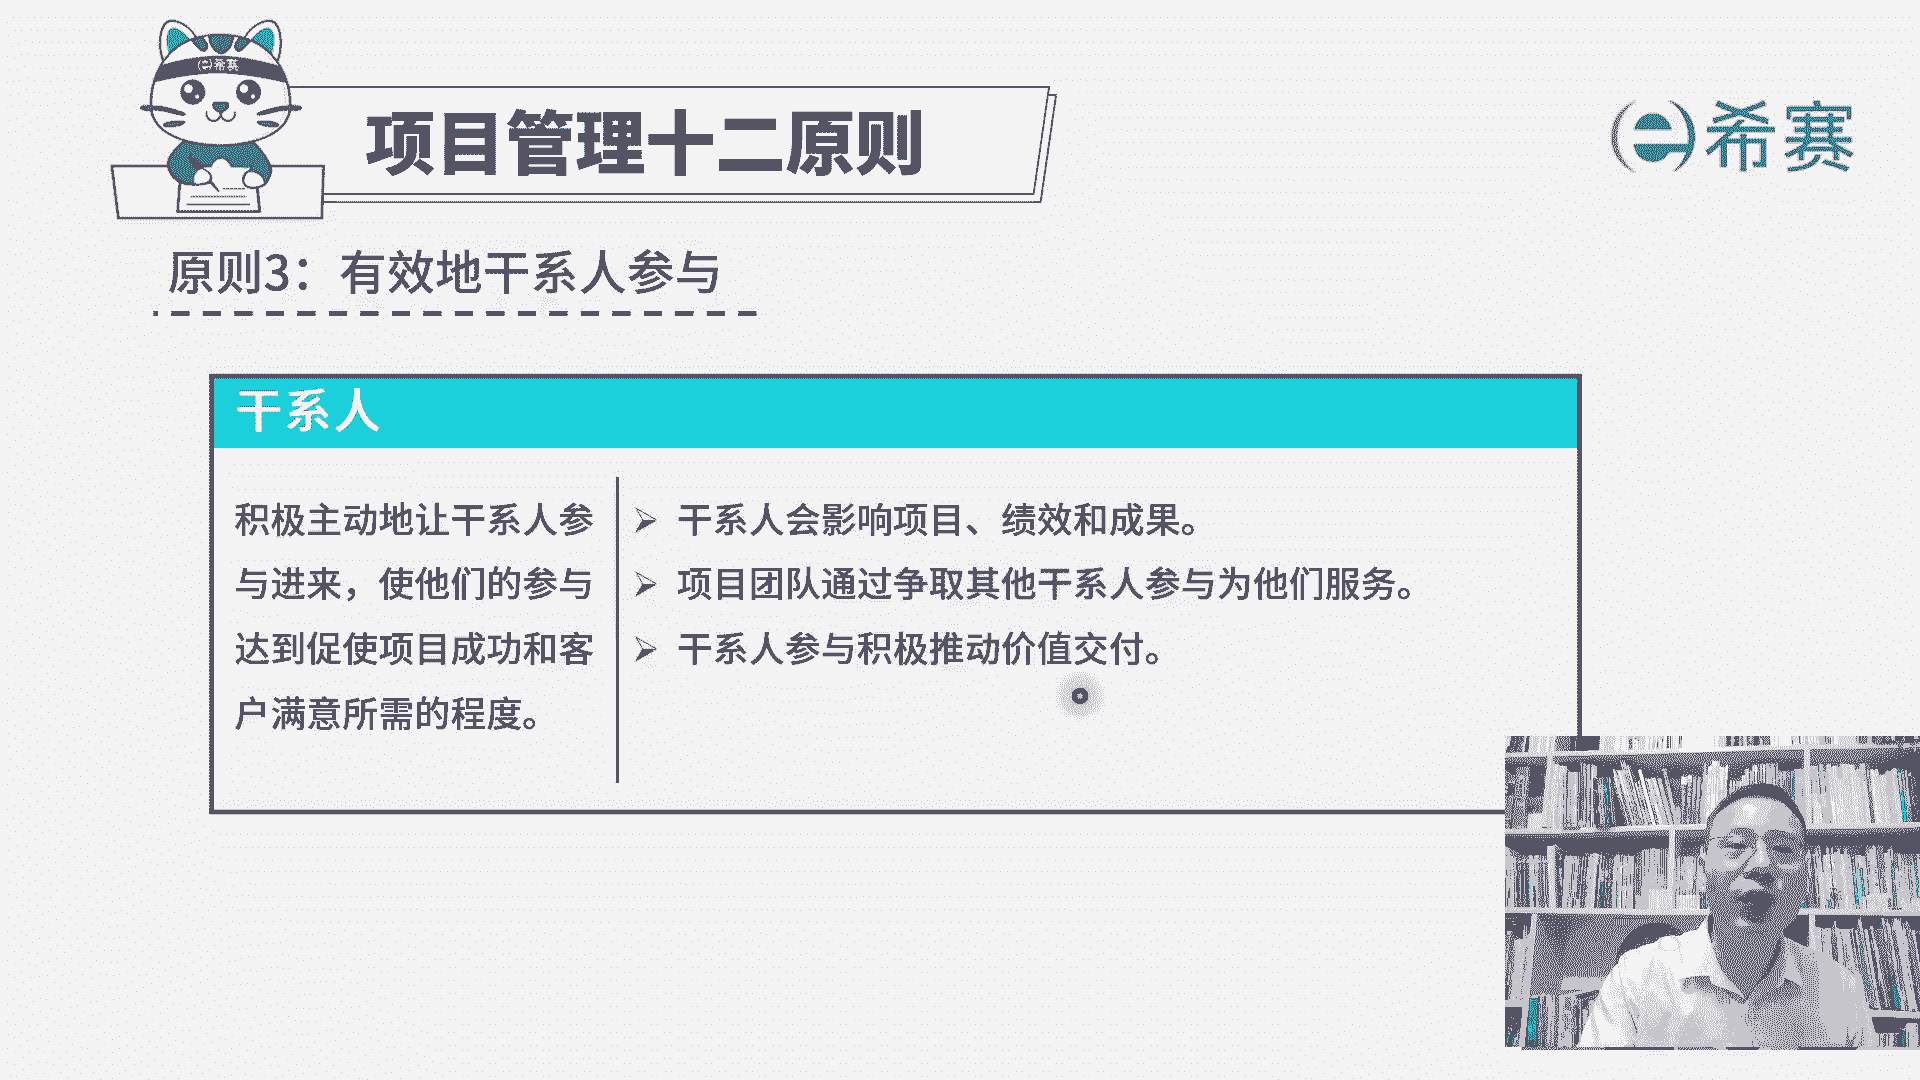 希赛
项目管理十二原则
希赛
原则3：有效地干系人参与
干系人
积极主动地让干系人参
与进来，使他们的参与
达到促使项目成功和客
户满意所需的程度。
干系人会影响项目、绩效和成果。
项目团队通过争取其他干系人参与为他们服务。
干系人参与积极推动价值交付。